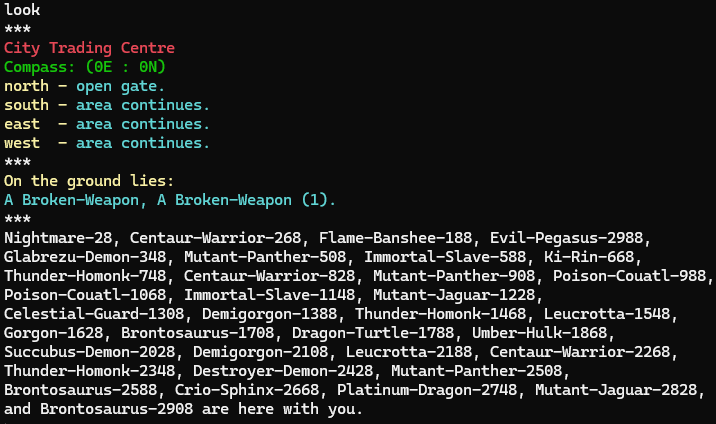 look
***
City Trading Centre
Compass: (0E : 0N)
north - open gate.
south - area continues.
east  - area continues.
west  - area continues.
***
On the ground lies:
A Broken-Weapon, A Broken-Weapon (1).
***
Nightmare-28, Centaur-Warrior-268, Flame-Banshee-188, Evil-Pegasus-2988,
Glabrezu-Demon-348, Mutant-Panther-508, Immortal-Slave-588, Ki-Rin-668,
Thunder-Homonk-748, Centaur-Warrior-828, Mutant-Panther-908, Poison-Couatl-988,
Poison-Couatl-1068, Immortal-Slave-1148, Mutant-Jaguar-1228,
Celestial-Guard-1308, Demigorgon-1388, Thunder-Homonk-1468, Leucrotta-1548,
Gorgon-1628, Brontosaurus-1708, Dragon-Turtle-1788, Umber-Hulk-1868,
Succubus-Demon-2028, Demigorgon-2108, Leucrotta-2188, Centaur-Warrior-2268,
Thunder-Homonk-2348, Destroyer-Demon-2428, Mutant-Panther-2508,
Brontosaurus-2588, Crio-Sphinx-2668, Platinum-Dragon-2748, Mutant-Jaguar-2828,
and Brontosaurus-2908 are here with you.